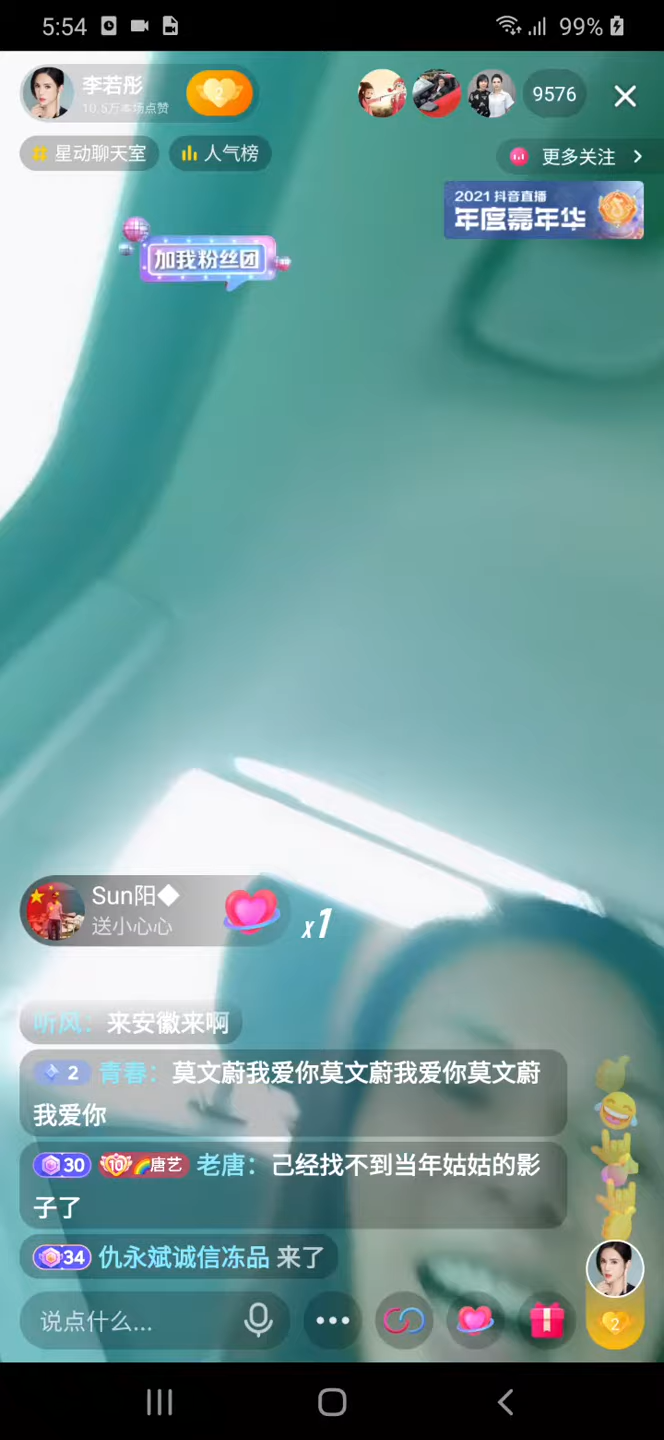 5:54
99%
李若彤
10.5万本场点赞
2
9576
星动聊天室
人气榜
更多关注
2021 抖音直播
年度嘉年华
加我粉丝团
Sun阳◆
送小心心
x1
听风：来安徽来啊
2 青春：莫文蔚我爱你莫文蔚我爱你莫文蔚
我爱你
30 10 唐艺 老唐：己经找不到当年姑姑的影
子了
34 仇永斌诚信冻品 来了
说点什么...
2